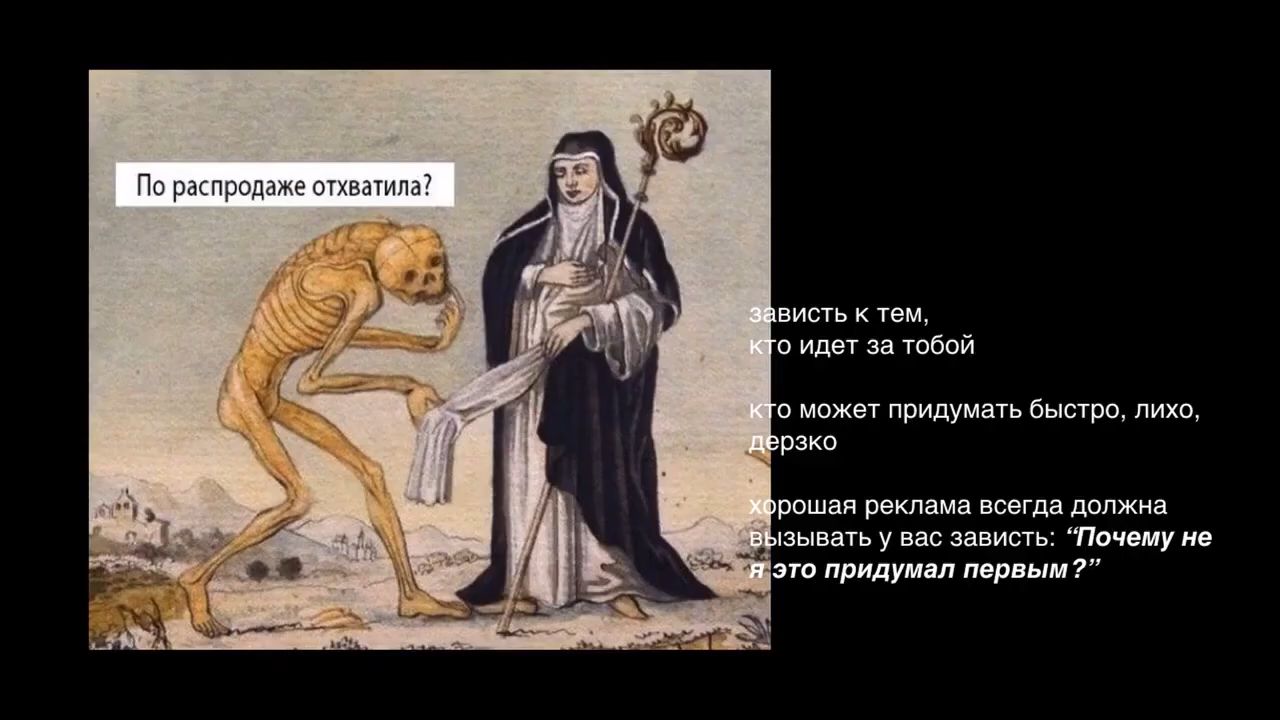 По распродаже отхватила?
зависть к тем,
кто идет за тобой
кто может придумать быстро, лихо,
дерзко
хорошая реклама всегда должна
вызывать у вас зависть: “Почему не
я это придумал первым?”